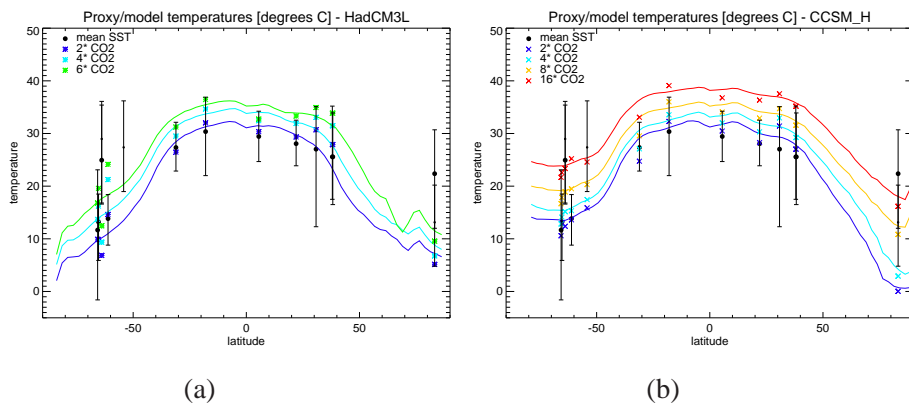 Proxy/model temperatures [degrees C] - HadCM3L
mean SST
2* CO2
4* CO2
6* CO2
50
40
30
20
10
0
temperature
-50
0
50
latitude
(a)
Proxy/model temperatures [degrees C] - CCSM_H
mean SST
2* CO2
4* CO2
8* CO2
16* CO2
50
40
30
20
10
0
temperature
-50
0
50
latitude
(b)